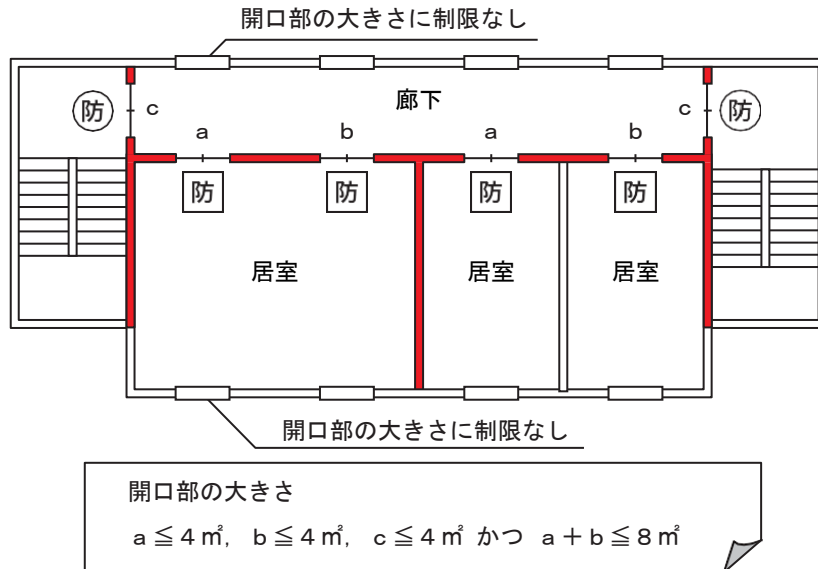 開口部の大きさに制限なし
廊下
防 c c 防
a b a b
防 防 防 防
居室 居室 居室
開口部の大きさに制限なし
開口部の大きさ
a≦4㎡, b≦4㎡, c≦4㎡ かつ a+b≦8㎡